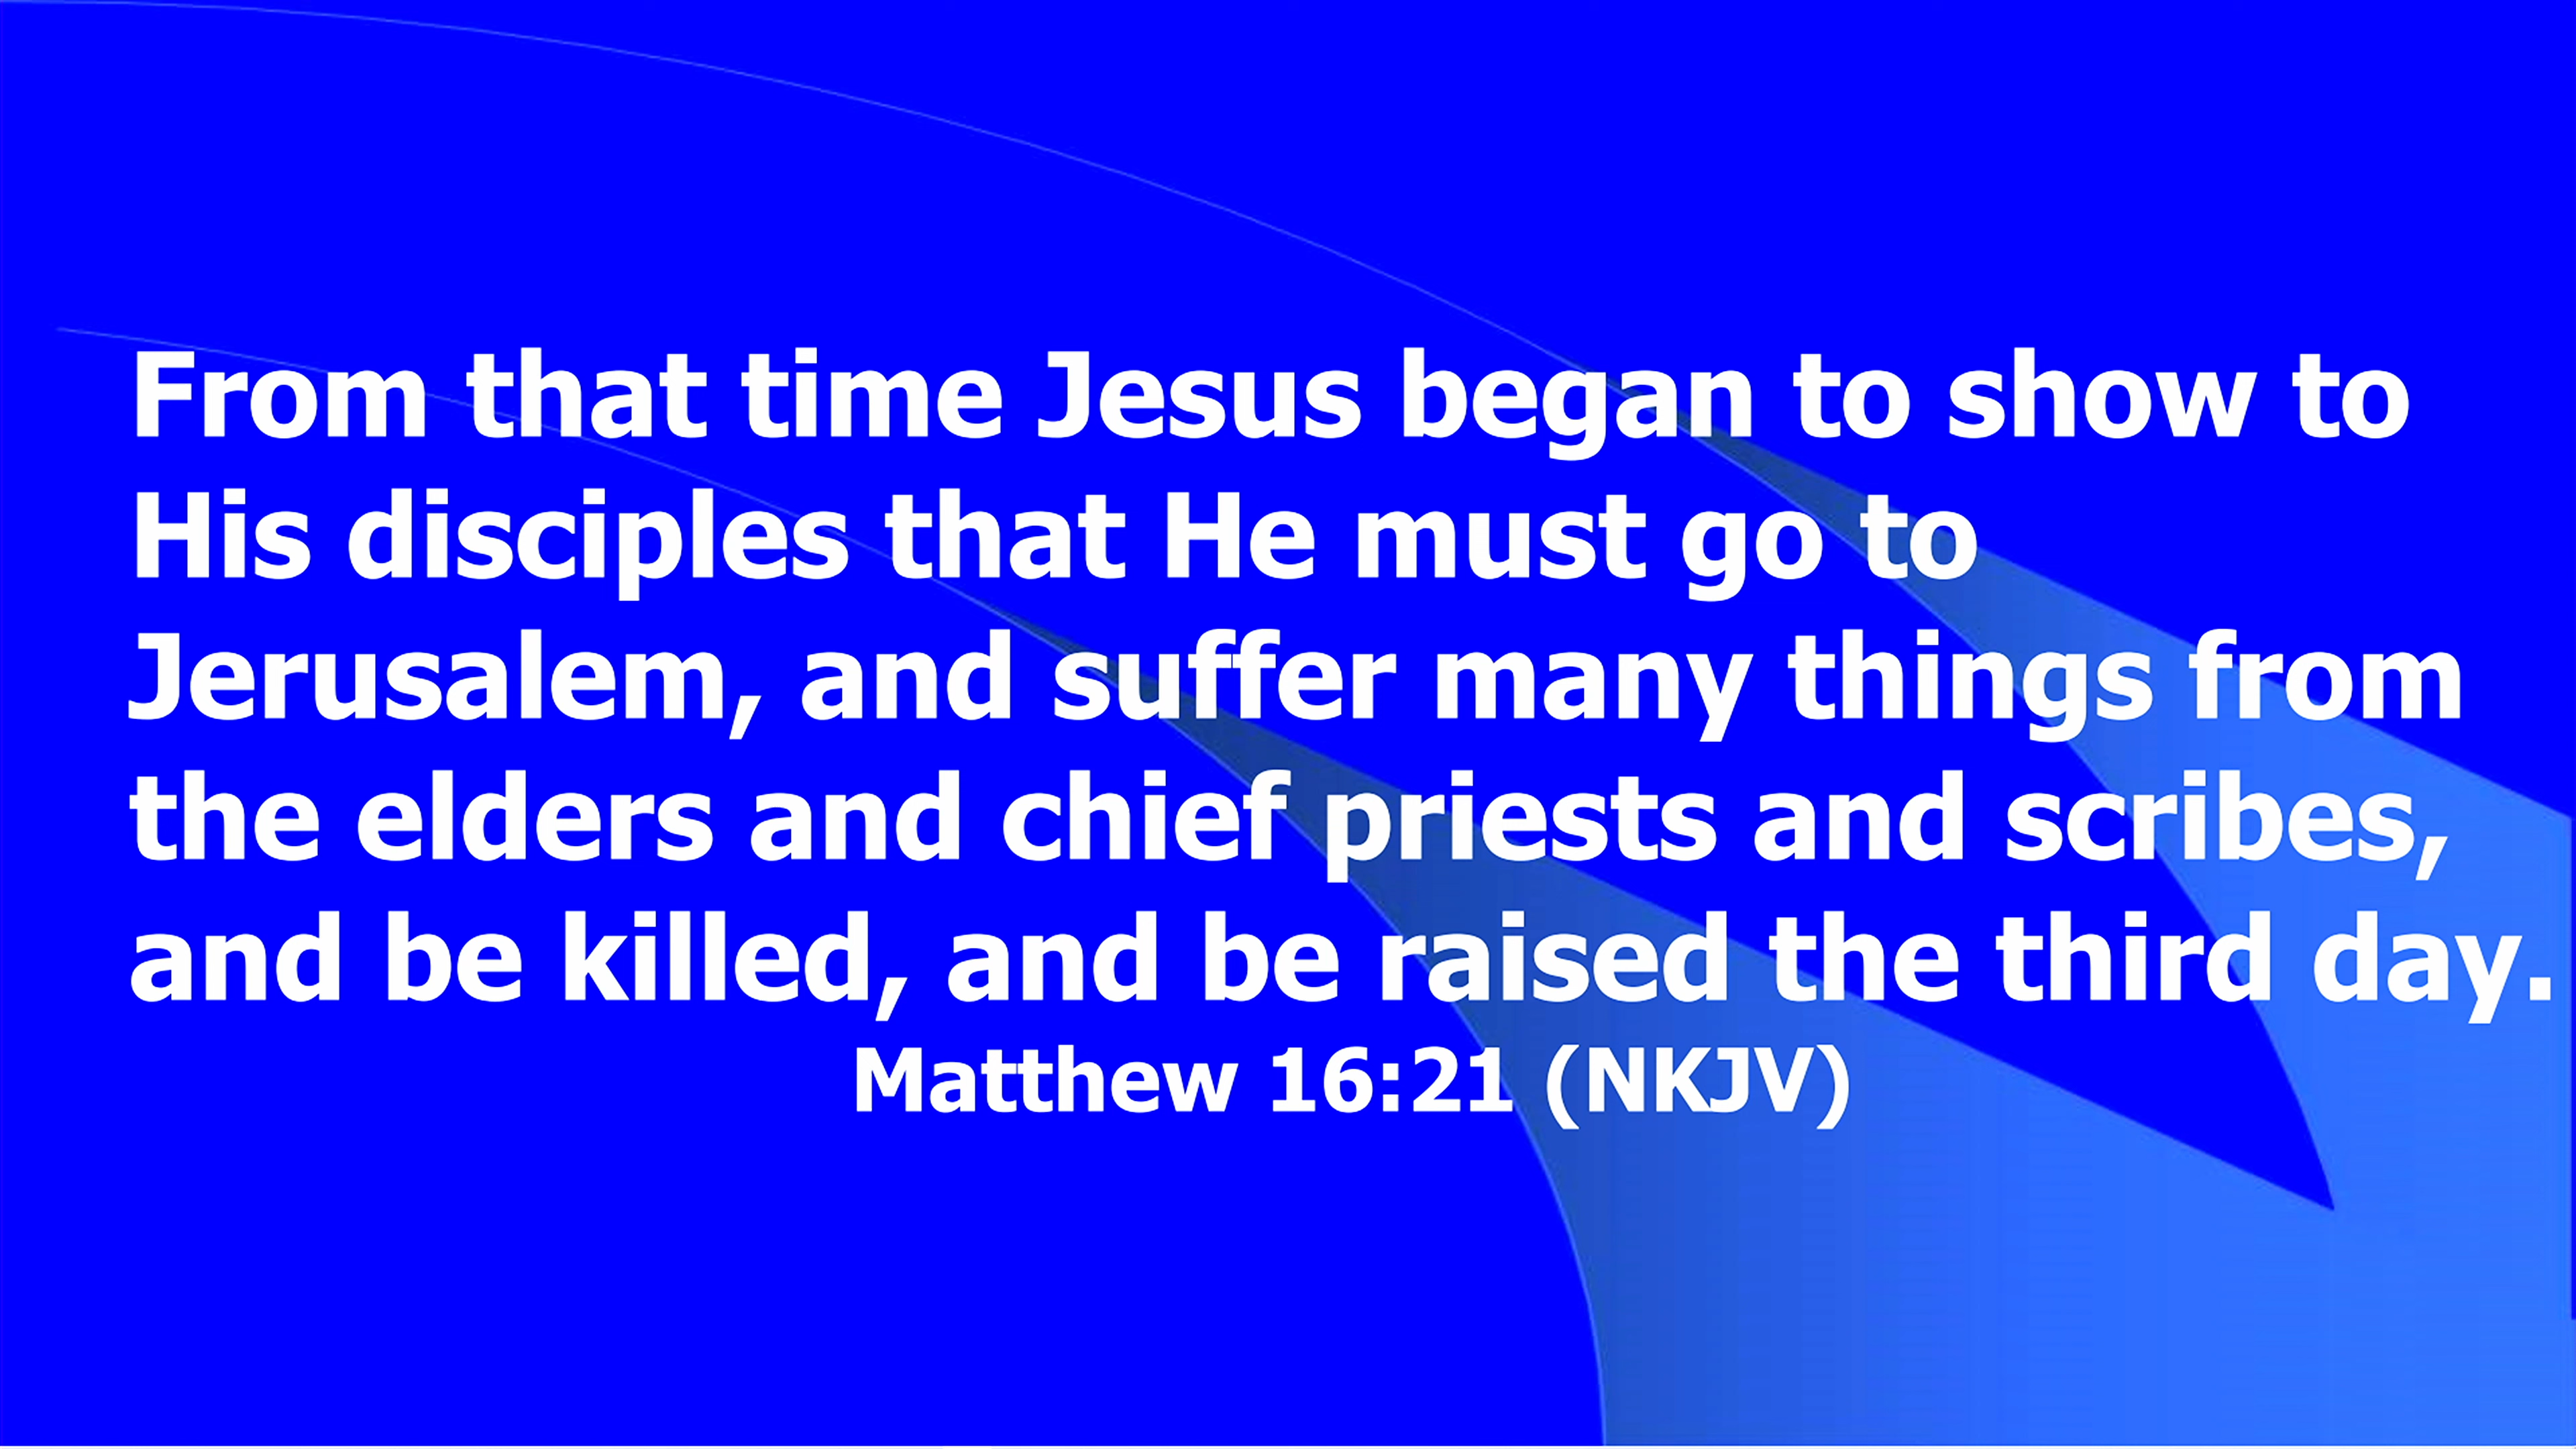 From that time Jesus began to show to
His disciples that He must go to
Jerusalem, and suffer many things from
the elders and chief priests and scribes,
and be killed, and be raised the third day.
Matthew 16:21 (NKJV)